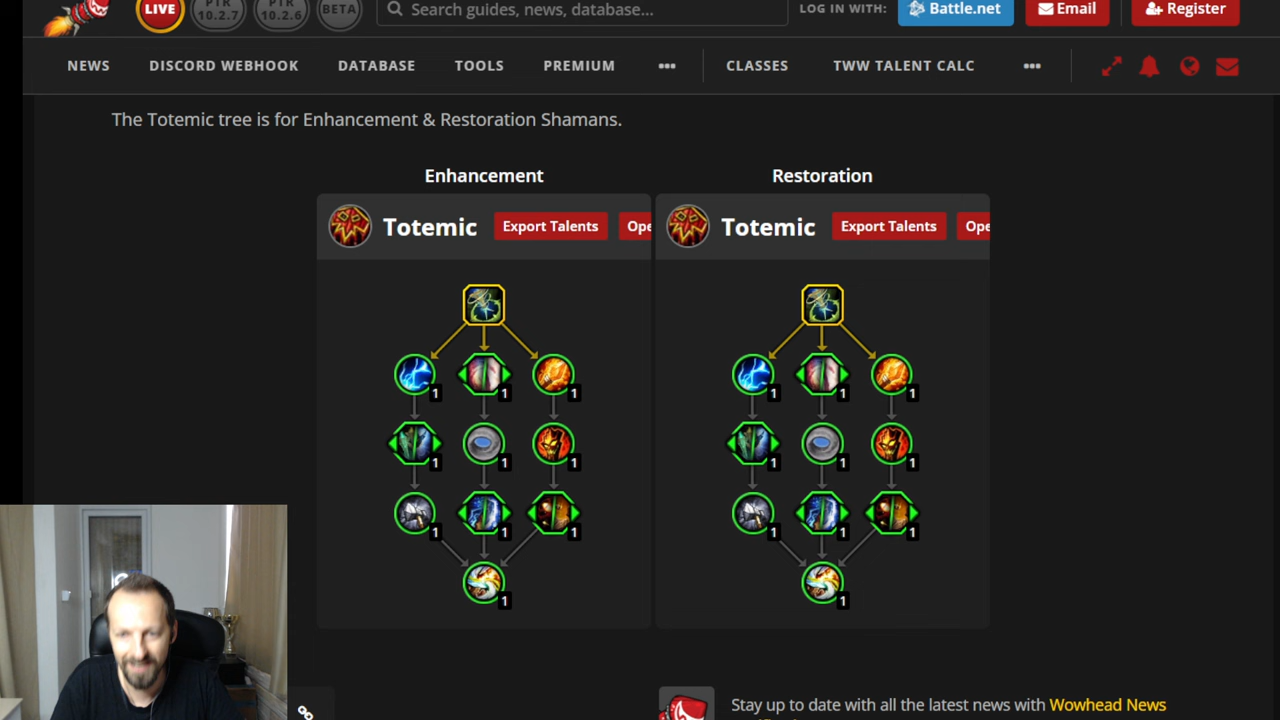 LIVE
PTR
10.2.7
PTR
10.2.6
BETA
Search guides, news, database...
LOG IN WITH:
Battle.net
Email
Register
NEWS
DISCORD WEBHOOK
DATABASE
TOOLS
PREMIUM
•••
CLASSES
TWW TALENT CALC
•••
The Totemic tree is for Enhancement & Restoration Shamans.
Enhancement
Restoration
Totemic
Export Talents
Ope
Totemic
Export Talents
Ope
1 1 1
1 1 1
1 1 1
1 1 1
1 1 1
1 1 1
1
1
Stay up to date with all the latest news with Wowhead News